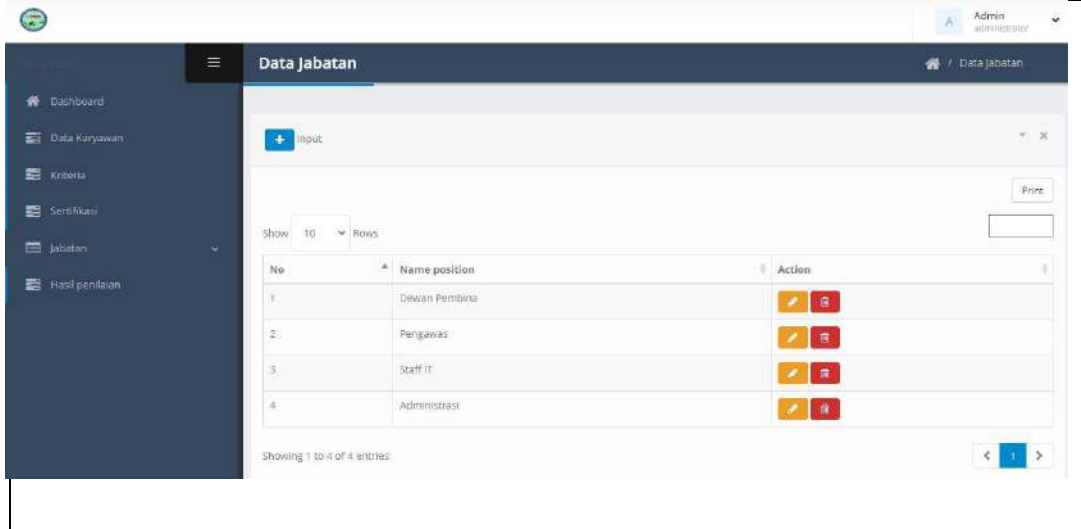 A Admin
administrator
Data Jabatan
/ Data Jabatan
Dashboard
Data Karyawan
Kriteria
Sertifikasi
Jabatan
Hasil penilaian
+ Input
Print
Show 10 Rows
No Name position Action
1 Dewan Pembina
2 Pengawas
3 Staff IT
4 Administrasi
Showing 1 to 4 of 4 entries
< 1 >